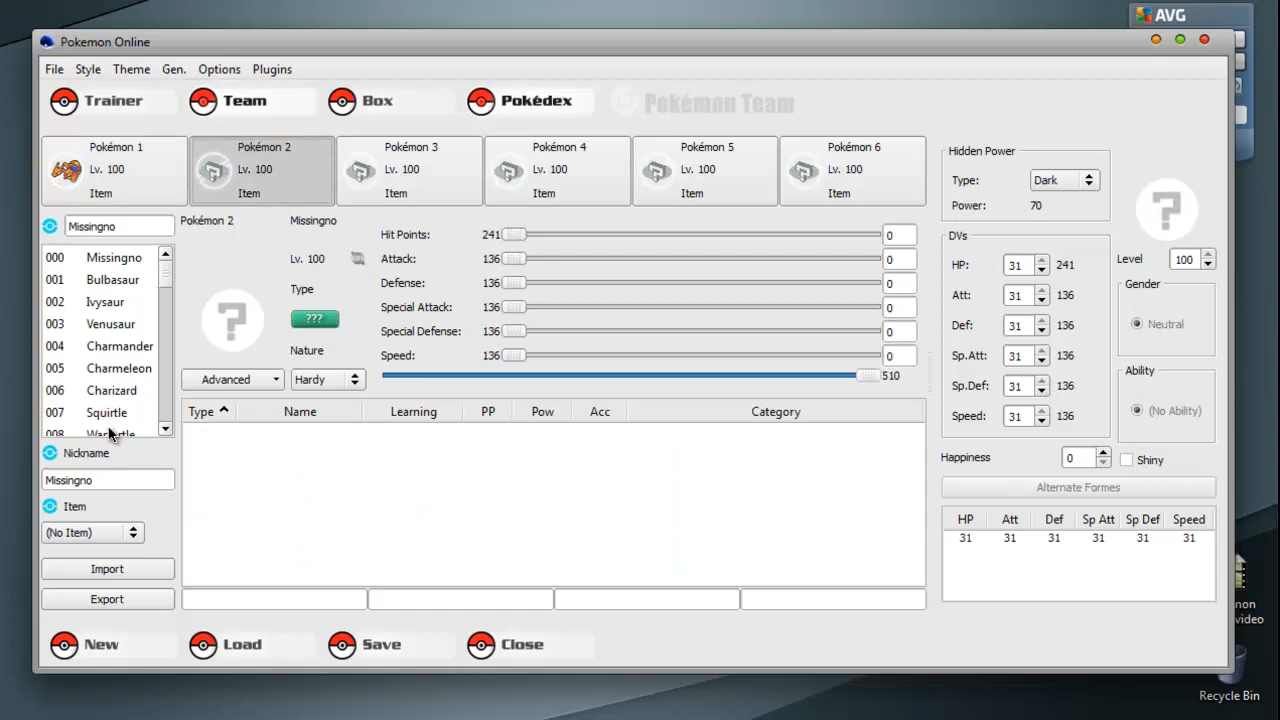 AVG
Pokemon Online
File Style Theme Gen. Options Plugins
Trainer Team Box Pokédex Pokémon Team
Pokémon 1 Pokémon 2 Pokémon 3 Pokémon 4 Pokémon 5 Pokémon 6
Lv. 100 Lv. 100 Lv. 100 Lv. 100 Lv. 100 Lv. 100
Item Item Item Item Item Item
Missingno
000 Missingno
001 Bulbasaur
002 Ivysaur
003 Venusaur
004 Charmander
005 Charmeleon
006 Charizard
007 Squirtle
008 Wartortle
Nickname
Missingno
Item
(No Item)
Import
Export
Pokémon 2 Missingno
Lv. 100
Type
???
Nature
Advanced Hardy
Hit Points: 241 0
Attack: 136 0
Defense: 136 0
Special Attack: 136 0
Special Defense: 136 0
Speed: 136 0
510
Type Name Learning PP Pow Acc Category
Hidden Power
Type: Dark
Power: 70
DVs
HP: 31 241
Att: 31 136
Def: 31 136
Sp.Att: 31 136
Sp.Def: 31 136
Speed: 31 136
?
Level 100
Gender
Neutral
Ability
(No Ability)
Happiness 0 Shiny
Alternate Formes
HP Att Def Sp Att Sp Def Speed
31 31 31 31 31 31
New Load Save Close
mon
video
Recycle Bin